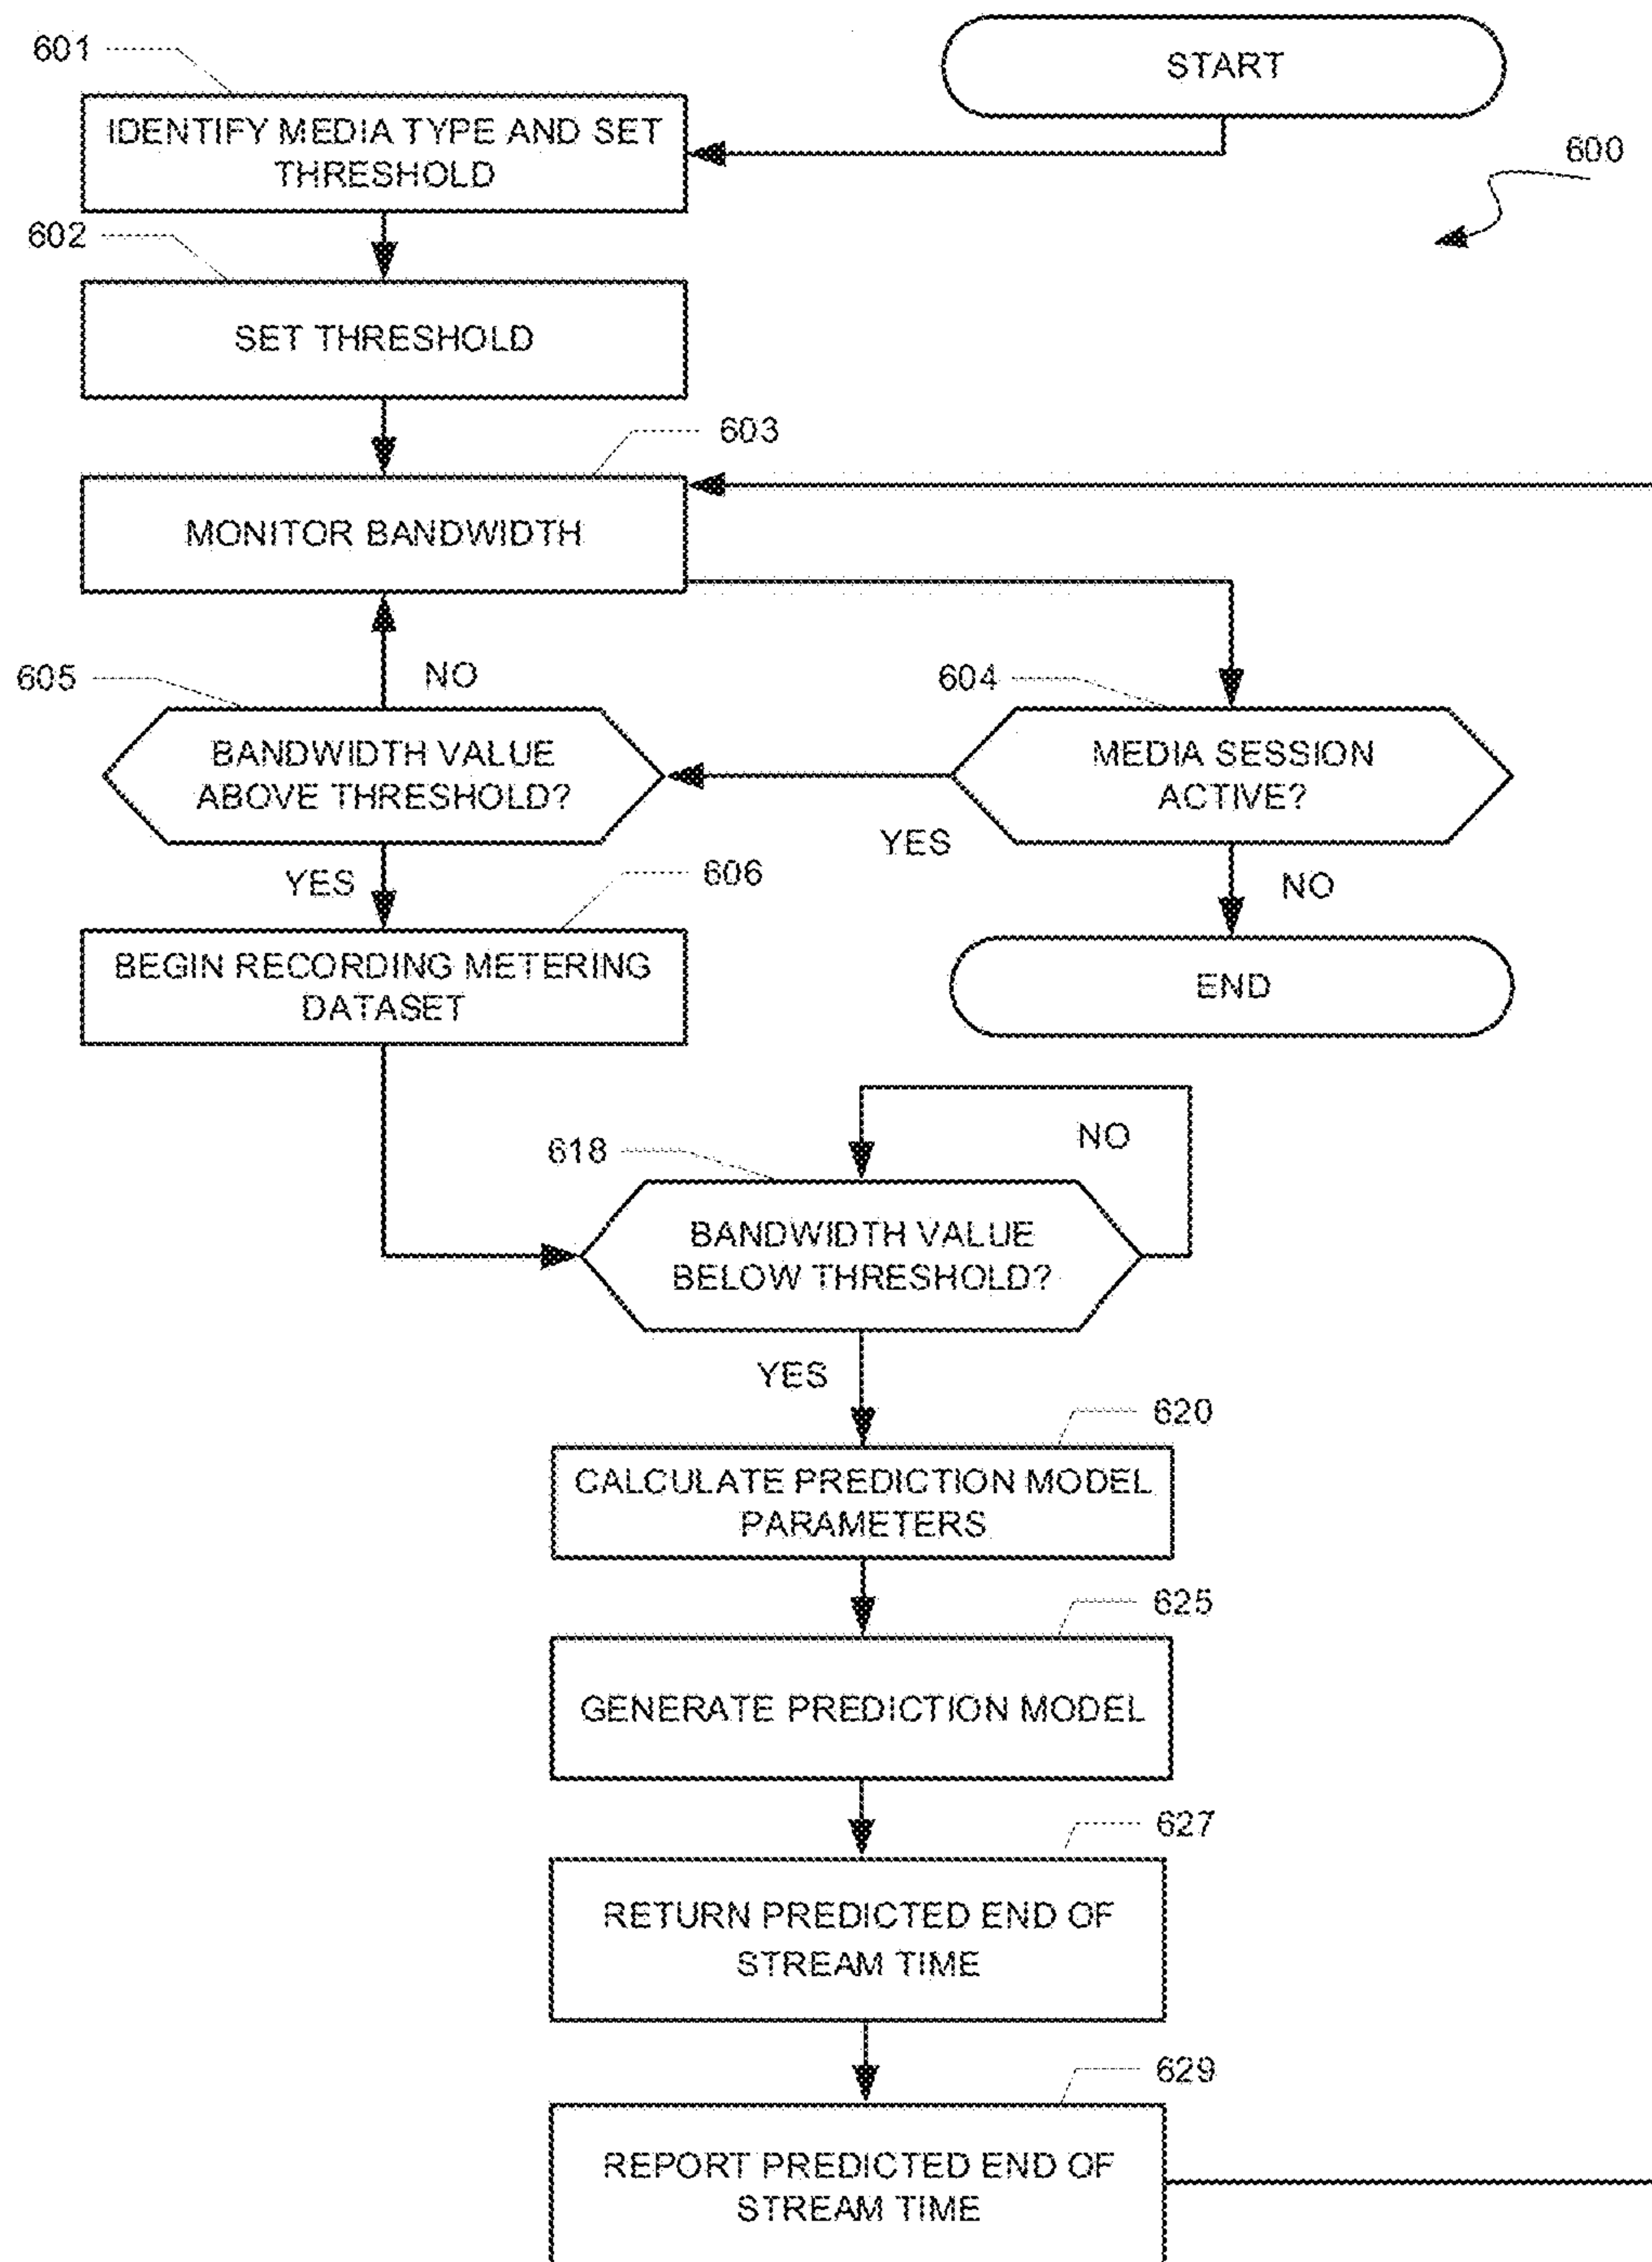 START
601
IDENTIFY MEDIA TYPE AND SET
THRESHOLD
600
602
SET THRESHOLD
603
MONITOR BANDWIDTH
605
NO
604
BANDWIDTH VALUE
ABOVE THRESHOLD?
MEDIA SESSION
ACTIVE?
YES
YES
606
NO
BEGIN RECORDING METERING
DATASET
END
618
NO
BANDWIDTH VALUE
BELOW THRESHOLD?
YES
620
CALCULATE PREDICTION MODEL
PARAMETERS
625
GENERATE PREDICTION MODEL
627
RETURN PREDICTED END OF
STREAM TIME
629
REPORT PREDICTED END OF
STREAM TIME